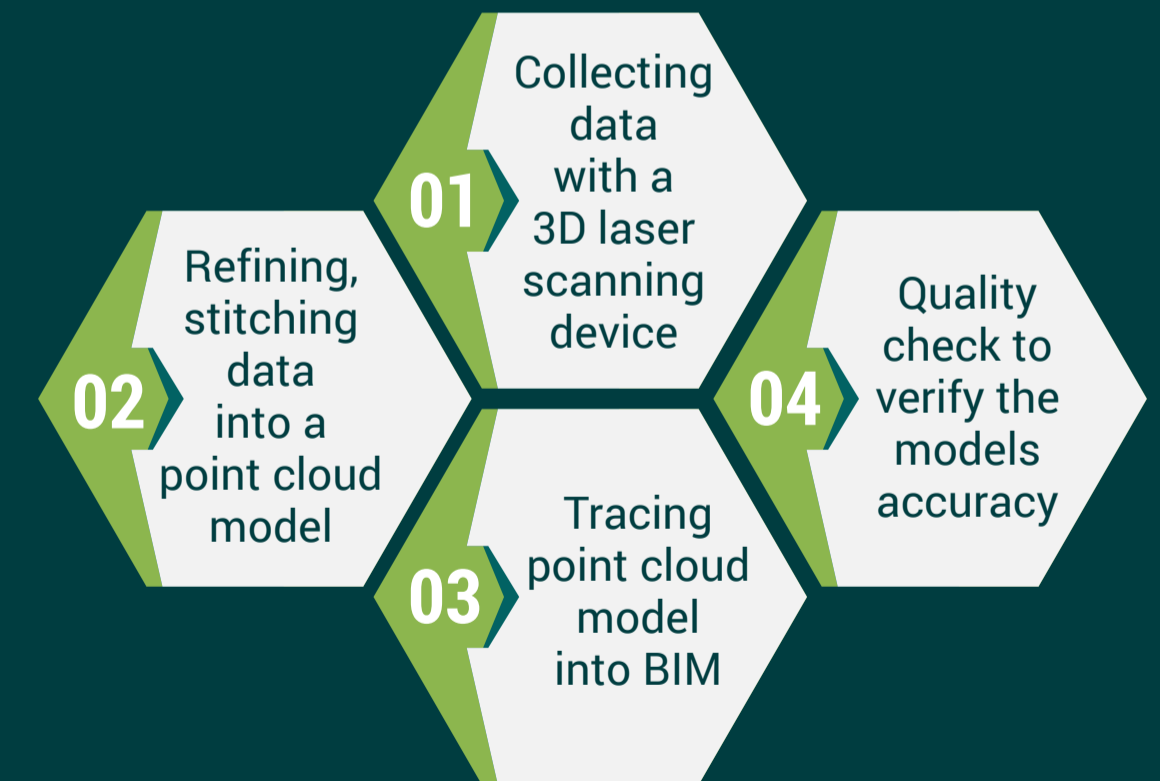 01
Collecting
data
with a
3D laser
scanning
device
02
Refining,
stitching
data
into a
point cloud
model
03
Tracing
point cloud
model
into BIM
04
Quality
check to
verify the
models
accuracy